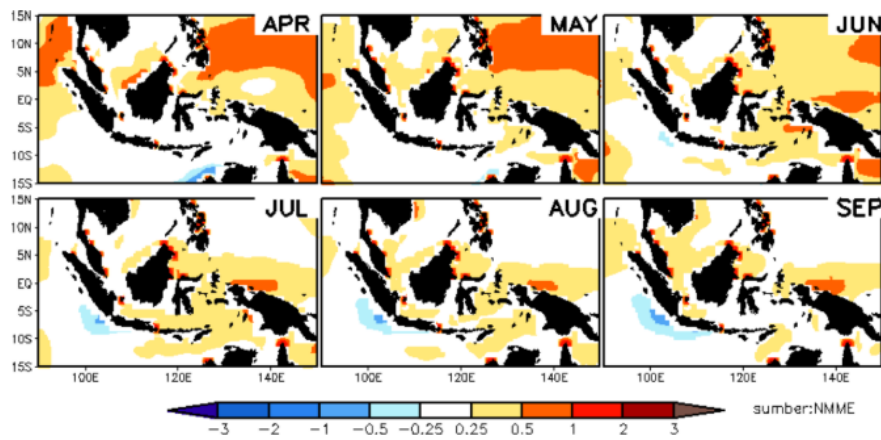 15N APR MAY JUN
10N
5N
EQ
5S
10S
15S
15N JUL AUG SEP
10N
5N
EQ
5S
10S
15S
100E 120E 140E 100E 120E 140E 100E 120E 140E
-3 -2 -1 -0.5 -0.25 0.25 0.5 1 2 3 sumber:NMME